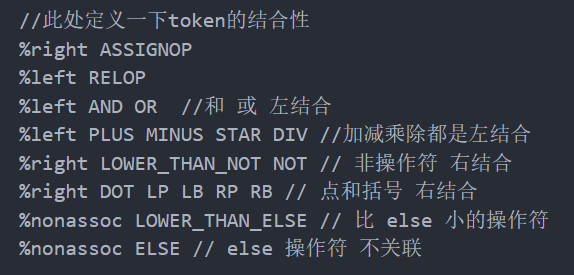 //此处定义一下token的结合性
%right ASSIGNOP
%left RELOP
%left AND OR  //和 或 左结合
%left PLUS MINUS STAR DIV //加减乘除都是左结合
%right LOWER_THAN_NOT NOT // 非操作符 右结合
%right DOT LP LB RP RB // 点和括号 右结合
%nonassoc LOWER_THAN_ELSE // 比 else 小的操作符
%nonassoc ELSE // else 操作符 不关联